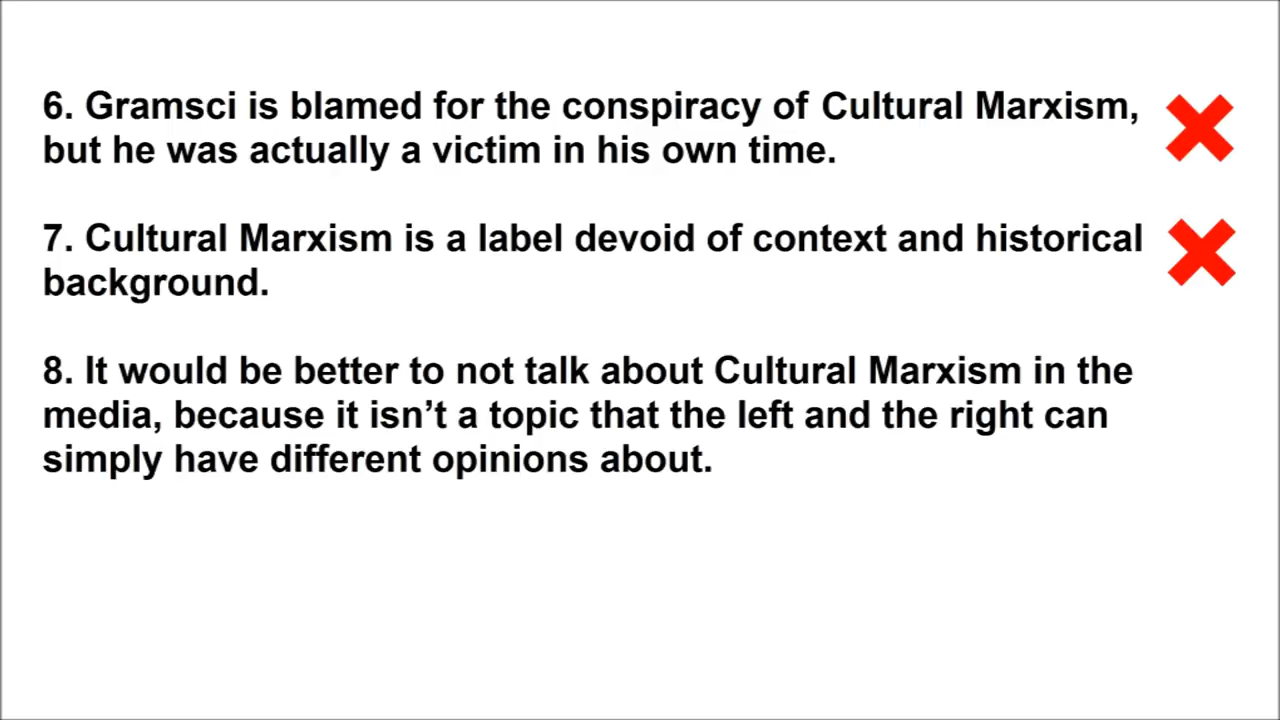 6. Gramsci is blamed for the conspiracy of Cultural Marxism,
but he was actually a victim in his own time.
7. Cultural Marxism is a label devoid of context and historical
background.
8. It would be better to not talk about Cultural Marxism in the
media, because it isn’t a topic that the left and the right can
simply have different opinions about.